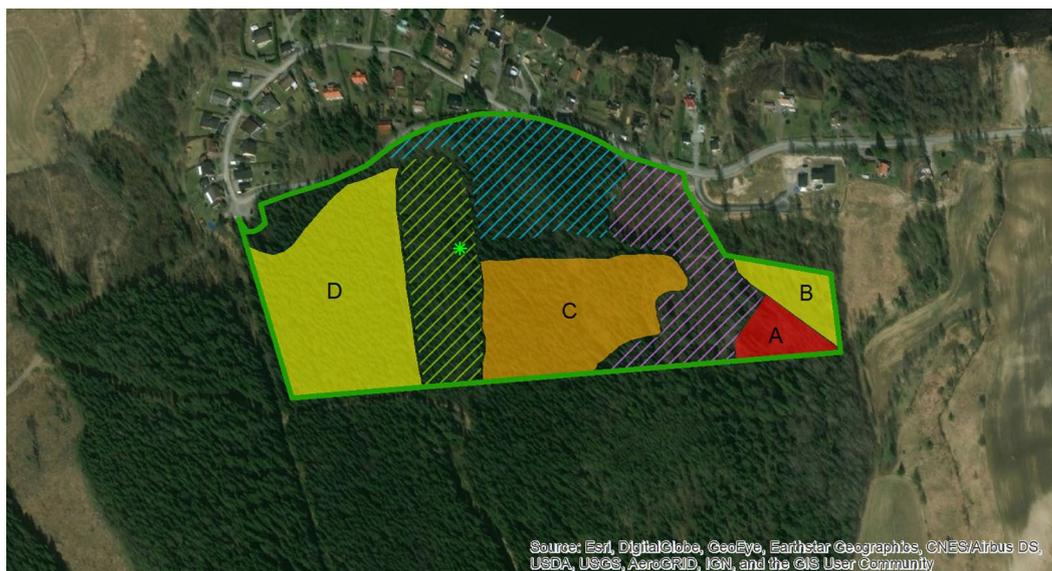 D
B
C
A
Source: Esri, DigitalGlobe, GeoEye, Earthstar Geographics, CNES/Airbus DS,
USDA, USGS, AeroGRID, IGN, and the GIS User Community